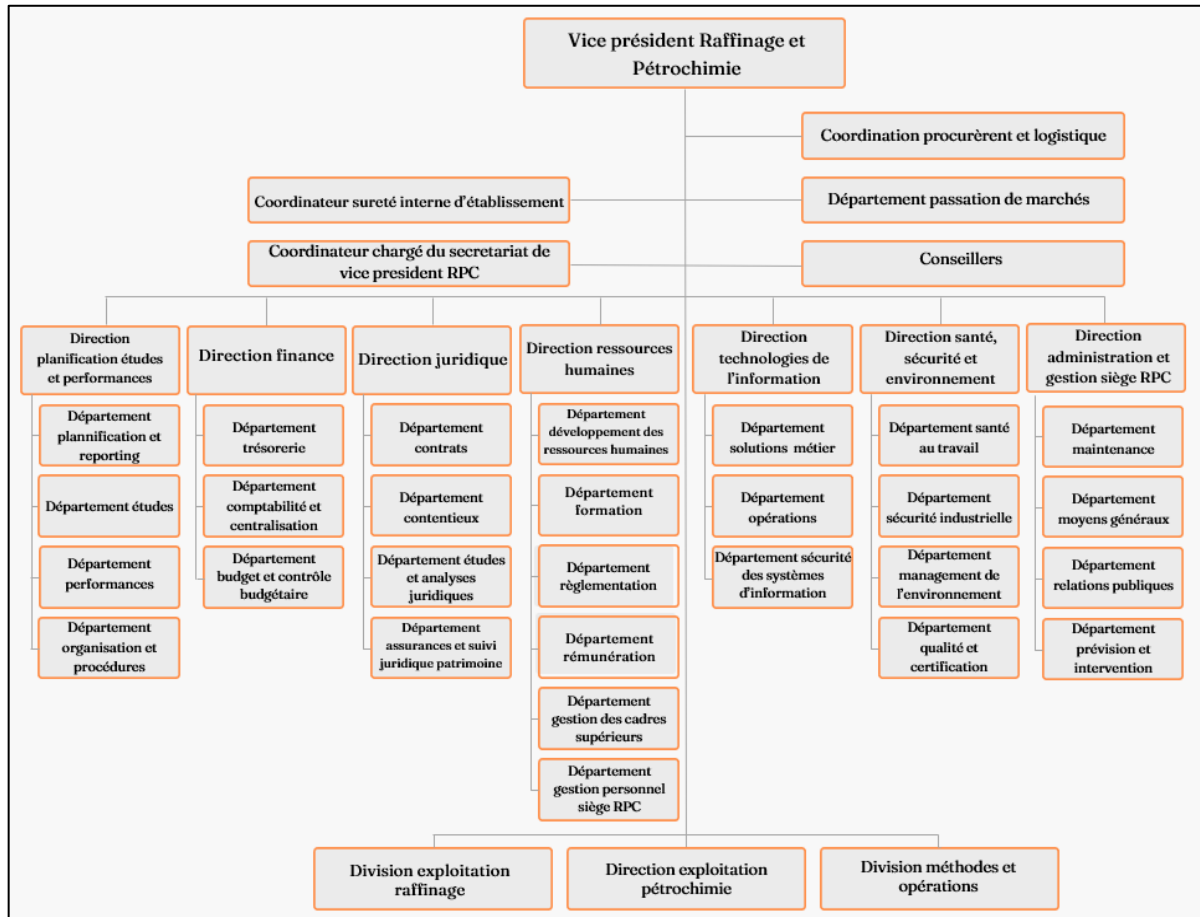 Vice président Raffinage et
Pétrochimie
Coordination procurèrent et logistique
Coordinateur sureté interne d'établissement
Département passation de marchés
Coordinateur chargé du secretariat de
vice president RPC
Conseillers
Direction
planification études
et performances
Direction finance
Direction juridique
Direction ressources
humaines
Direction
technologies de
l'information
Direction santé,
sécurité et
environnement
Direction
administration et
gestion siège RPC
Département
plannification et
reporting
Département études
Département
performances
Département
organisation et
procédures
Département
trésorerie
Département
comptabilité et
centralisation
Département
budget et contrôle
budgétaire
Département
contrats
Département
contentieux
Département études
et analyses
juridiques
Département
assurances et suivi
juridique patrimoine
Département
développement des
ressources humaines
Département
formation
Département
règlementation
Département
rémunération
Département
gestion des cadres
supérieurs
Département
gestion personnel
siège RPC
Département
solutions métier
Département
opérations
Département sécurité
des systèmes
d'information
Département santé
au travail
Département
sécurité industrielle
Département
management de
l'environnement
Département
qualité et
certification
Département
maintenance
Département
moyens généraux
Département
relations publiques
Département
prévision et
intervention
Division exploitation
raffinage
Direction exploitation
pétrochimie
Division méthodes et
opérations